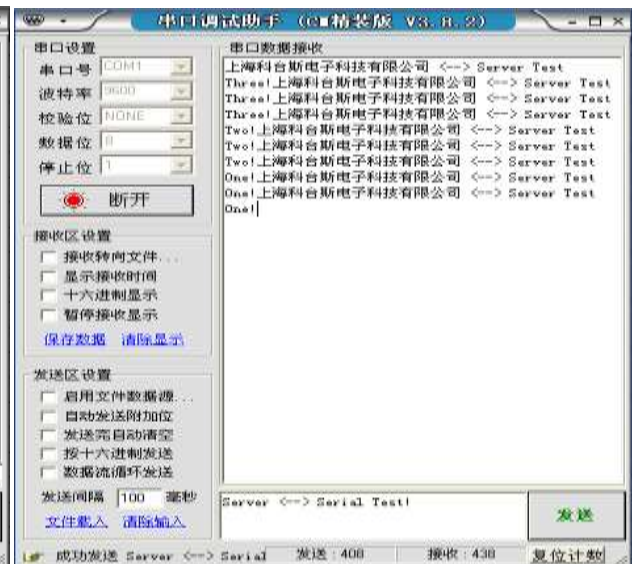 串口调试助手 (CM精装版 V3.8.2)
串口设置
串口号 COM1
波特率 9600
校验位 NONE
数据位 8
停止位 1
断开
接收区设置
接收转向文件...
显示接收时间
十六进制显示
暂停接收显示
保存数据 清除显示
发送区设置
启用文件数据源...
自动发送附加位
发送完自动清空
按十六进制发送
数据流循环发送
发送间隔 100 毫秒
文件载入 清除输入
串口数据接收
上海科台斯电子科技有限公司 <--> Server Test
Three!上海科台斯电子科技有限公司 <--> Server Test
Three!上海科台斯电子科技有限公司 <--> Server Test
Three!上海科台斯电子科技有限公司 <--> Server Test
Two!上海科台斯电子科技有限公司 <--> Server Test
Two!上海科台斯电子科技有限公司 <--> Server Test
Two!上海科台斯电子科技有限公司 <--> Server Test
One!上海科台斯电子科技有限公司 <--> Server Test
One!上海科台斯电子科技有限公司 <--> Server Test
One!
Server <--> Serial Test!
发送
成功发送 Server <--> Serial 发送：408 接收：438 复位计数